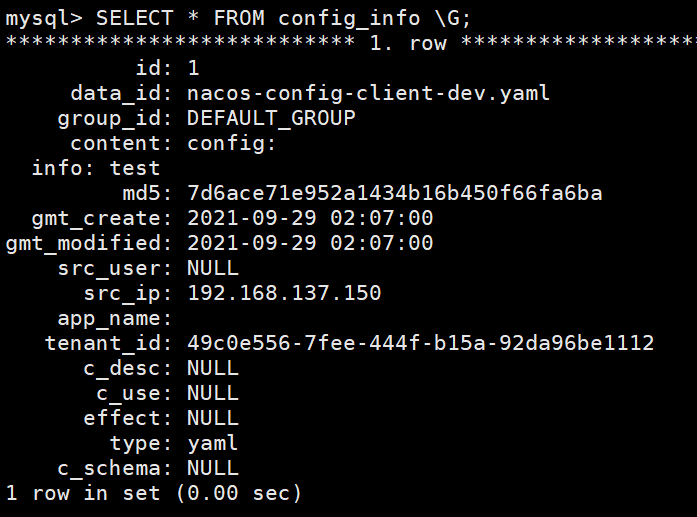 mysql> SELECT * FROM config_info \G;
*************************** 1. row ******************
id: 1
data_id: nacos-config-client-dev.yaml
group_id: DEFAULT_GROUP
content: config:
info: test
md5: 7d6ace71e952a1434b16b450f66fa6ba
gmt_create: 2021-09-29 02:07:00
gmt_modified: 2021-09-29 02:07:00
src_user: NULL
src_ip: 192.168.137.150
app_name:
tenant_id: 49c0e556-7fee-444f-b15a-92da96be1112
c_desc: NULL
c_use: NULL
effect: NULL
type: yaml
c_schema: NULL
1 row in set (0.00 sec)